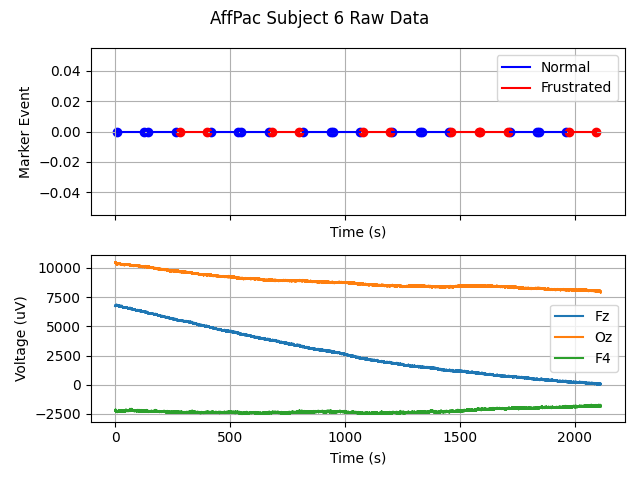 AffPac Subject 6 Raw Data
Marker Event
0.04
0.02
0.00
−0.02
−0.04
Normal
Frustrated
Time (s)
Voltage (uV)
10000
7500
5000
2500
0
−2500
Fz
Oz
F4
0
500
1000
1500
2000
Time (s)